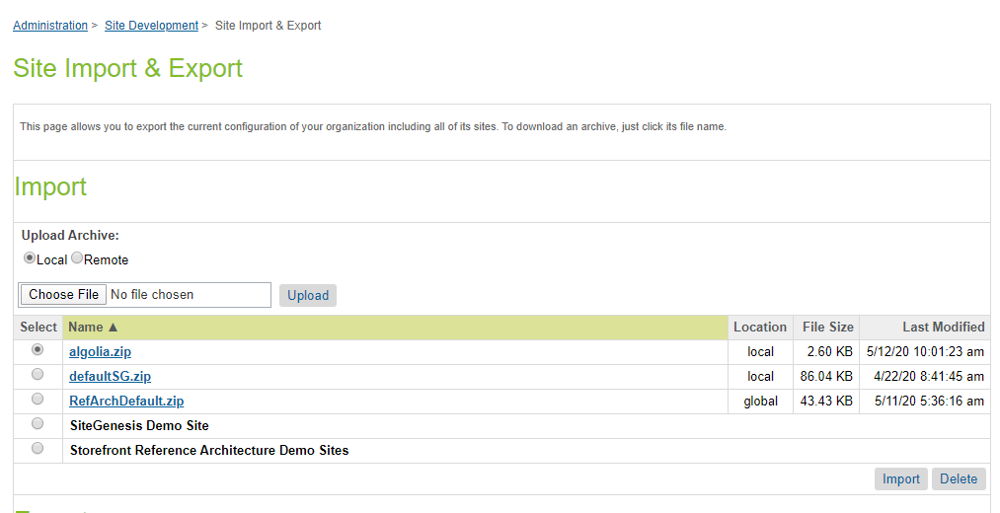 Administration > Site Development > Site Import & Export
Site Import & Export
This page allows you to export the current configuration of your organization including all of its sites. To download an archive, just click its file name.
Import
Upload Archive:
Local Remote
Choose File No file chosen Upload
Select Name ▲ Location File Size Last Modified
algolia.zip local 2.60 KB 5/12/20 10:01:23 am
defaultSG.zip local 86.04 KB 4/22/20 8:41:45 am
RefArchDefault.zip global 43.43 KB 5/11/20 5:36:16 am
SiteGenesis Demo Site
Storefront Reference Architecture Demo Sites
Import Delete